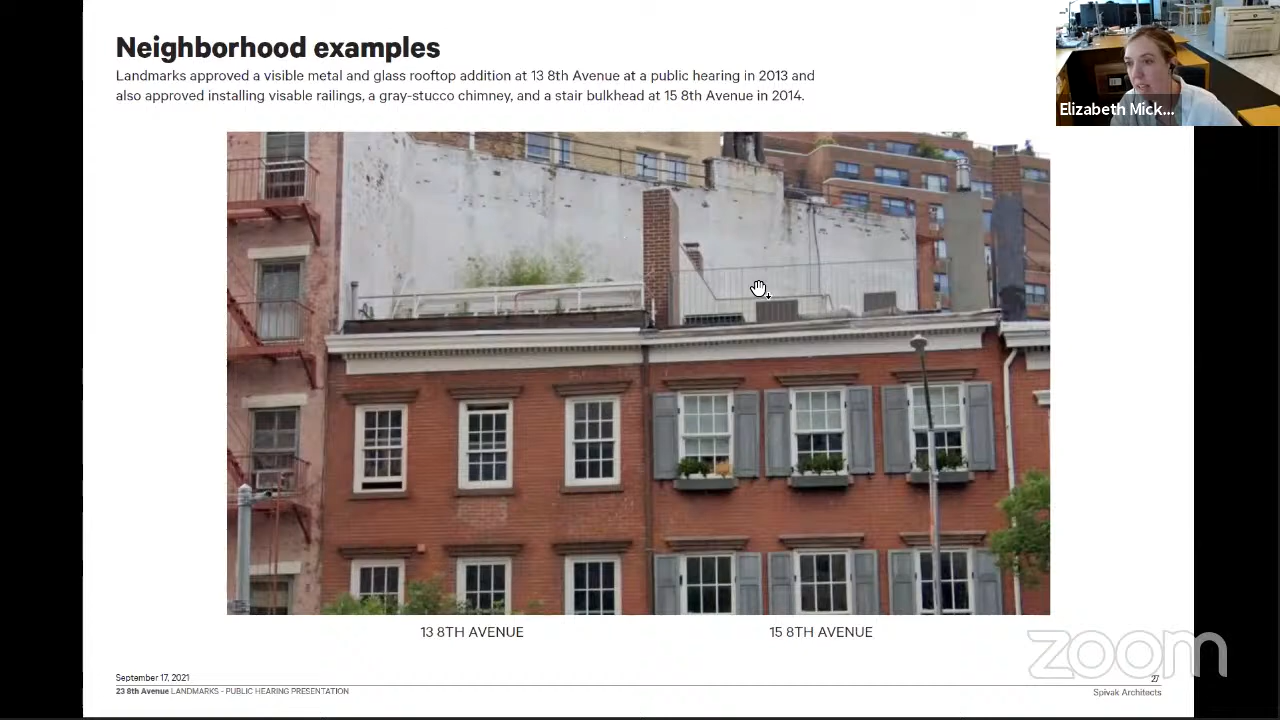 Neighborhood examples
Landmarks approved a visible metal and glass rooftop addition at 13 8th Avenue at a public hearing in 2013 and
also approved installing visable railings, a gray-stucco chimney, and a stair bulkhead at 15 8th Avenue in 2014.
Elizabeth Mick...
13 8TH AVENUE
15 8TH AVENUE
zoom
September 17, 2021
27
23 8th Avenue LANDMARKS - PUBLIC HEARING PRESENTATION
Spivak Architects